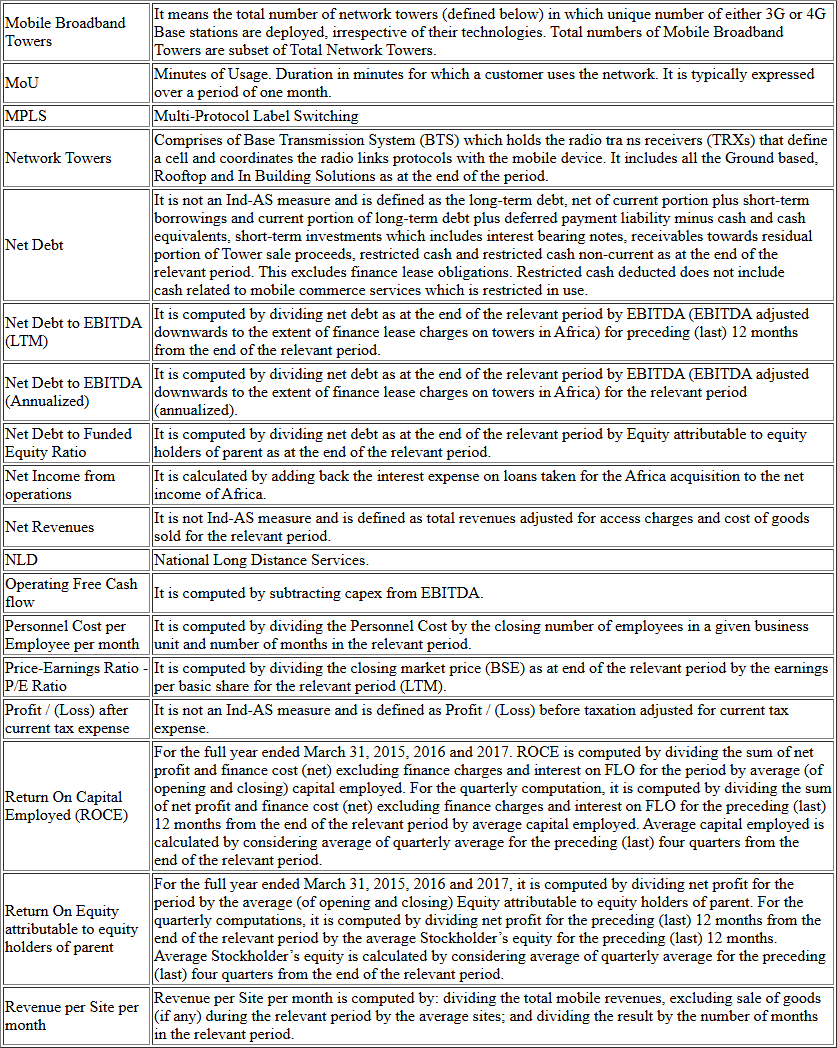 Mobile Broadband
Towers
It means the total number of network towers (defined below) in which unique number of either 3G or 4G
Base stations are deployed, irrespective of their technologies. Total numbers of Mobile Broadband
Towers are subset of Total Network Towers.
MoU
Minutes of Usage. Duration in minutes for which a customer uses the network. It is typically expressed
over a period of one month.
MPLS
Multi-Protocol Label Switching
Network Towers
Comprises of Base Transmission System (BTS) which holds the radio tra ns receivers (TRXs) that define
a cell and coordinates the radio links protocols with the mobile device. It includes all the Ground based,
Rooftop and In Building Solutions as at the end of the period.
Net Debt
It is not an Ind-AS measure and is defined as the long-term debt, net of current portion plus short-term
borrowings and current portion of long-term debt plus deferred payment liability minus cash and cash
equivalents, short-term investments which includes interest bearing notes, receivables towards residual
portion of Tower sale proceeds, restricted cash and restricted cash non-current as at the end of the
relevant period. This excludes finance lease obligations. Restricted cash deducted does not include
cash related to mobile commerce services which is restricted in use.
Net Debt to EBITDA
(LTM)
It is computed by dividing net debt as at the end of the relevant period by EBITDA (EBITDA adjusted
downwards to the extent of finance lease charges on towers in Africa) for preceding (last) 12 months
from the end of the relevant period.
Net Debt to EBITDA
(Annualized)
It is computed by dividing net debt as at the end of the relevant period by EBITDA (EBITDA adjusted
downwards to the extent of finance lease charges on towers in Africa) for the relevant period
(annualized).
Net Debt to Funded
Equity Ratio
It is computed by dividing net debt as at the end of the relevant period by Equity attributable to equity
holders of parent as at the end of the relevant period.
Net Income from
operations
It is calculated by adding back the interest expense on loans taken for the Africa acquisition to the net
income of Africa.
Net Revenues
It is not Ind-AS measure and is defined as total revenues adjusted for access charges and cost of goods
sold for the relevant period.
NLD
National Long Distance Services.
Operating Free Cash
flow
It is computed by subtracting capex from EBITDA.
Personnel Cost per
Employee per month
It is computed by dividing the Personnel Cost by the closing number of employees in a given business
unit and number of months in the relevant period.
Price-Earnings Ratio -
P/E Ratio
It is computed by dividing the closing market price (BSE) as at end of the relevant period by the earnings
per basic share for the relevant period (LTM).
Profit / (Loss) after
current tax expense
It is not an Ind-AS measure and is defined as Profit / (Loss) before taxation adjusted for current tax
expense.
Return On Capital
Employed (ROCE)
For the full year ended March 31, 2015, 2016 and 2017. ROCE is computed by dividing the sum of net
profit and finance cost (net) excluding finance charges and interest on FLO for the period by average (of
opening and closing) capital employed. For the quarterly computation, it is computed by dividing the sum
of net profit and finance cost (net) excluding finance charges and interest on FLO for the preceding (last)
12 months from the end of the relevant period by average capital employed. Average capital employed is
calculated by considering average of quarterly average for the preceding (last) four quarters from the
end of the relevant period.
Return On Equity
attributable to equity
holders of parent
For the full year ended March 31, 2015, 2016 and 2017, it is computed by dividing net profit for the
period by the average (of opening and closing) Equity attributable to equity holders of parent. For the
quarterly computations, it is computed by dividing net profit for the preceding (last) 12 months from the
end of the relevant period by the average Stockholder’s equity for the preceding (last) 12 months.
Average Stockholder’s equity is calculated by considering average of quarterly average for the preceding
(last) four quarters from the end of the relevant period.
Revenue per Site per
month
Revenue per Site per month is computed by: dividing the total mobile revenues, excluding sale of goods
(if any) during the relevant period by the average sites; and dividing the result by the number of months
in the relevant period.